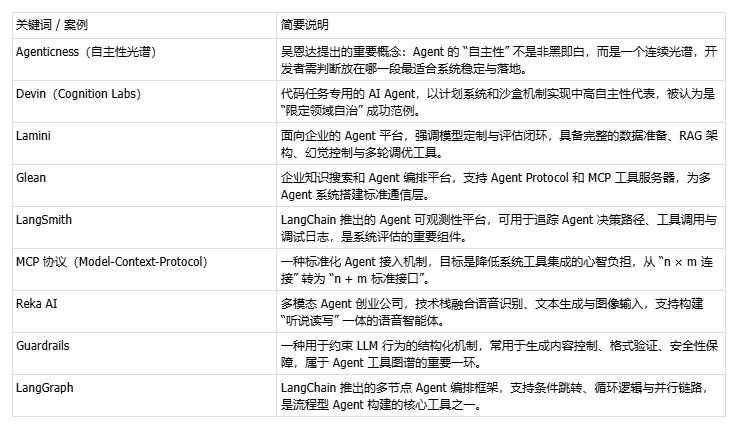 关键词 / 案例
简要说明
Agenticness（自主性光谱）
吴恩达提出的重要概念：Agent 的 “自主性” 不是非黑即白，而是一个连续光谱，开
发者需判断放在哪一段最适合系统稳定与落地。
Devin（Cognition Labs）
代码任务专用的 AI Agent，以计划系统和沙盒机制实现中高自主性代表，被认为是
“限定领域自治” 成功范例。
Lamini
面向企业的 Agent 平台，强调模型定制与评估闭环，具备完整的数据准备、RAG 架
构、幻觉控制与多轮调优工具。
Glean
企业知识搜索和 Agent 编排平台，支持 Agent Protocol 和 MCP 工具服务器，为多
Agent 系统搭建标准通信层。
LangSmith
LangChain 推出的 Agent 可观测性平台，可用于追踪 Agent 决策路径、工具调用与
调试日志，是系统评估的重要组件。
MCP 协议（Model-Context-Protocol）
一种标准化 Agent 接入机制，目标是降低系统工具集成的心智负担，从 “n × m 连
接” 转为 “n + m 标准接口”。
Reka AI
多模态 Agent 创业公司，技术栈融合语音识别、文本生成与图像输入，支持构建
“听说读写” 一体的语音智能体。
Guardrails
一种用于约束 LLM 行为的结构化机制，常用于生成内容控制、格式验证、安全性保
障，属于 Agent 工具图谱的重要一环。
LangGraph
LangChain 推出的多节点 Agent 编排框架，支持条件跳转、循环逻辑与并行链路，
是流程型 Agent 构建的核心工具之一。